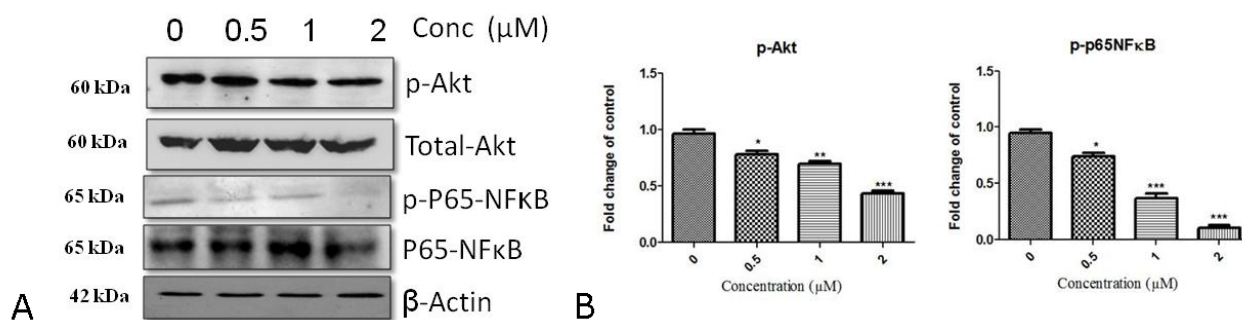 0 0.5 1 2 Conc (µM)
60 kDa p-Akt
60 kDa Total-Akt
65 kDa p-P65-NFκB
65 kDa P65-NFκB
42 kDa β-Actin
A
p-Akt
Fold change of control
1.5
1.0
0.5
0.0
*
**
***
0 0.5 1 2
Concentration (µM)
p-p65NFκB
Fold change of control
1.5
1.0
0.5
0.0
*
***
***
0 0.5 1 2
Concentration (µM)
B